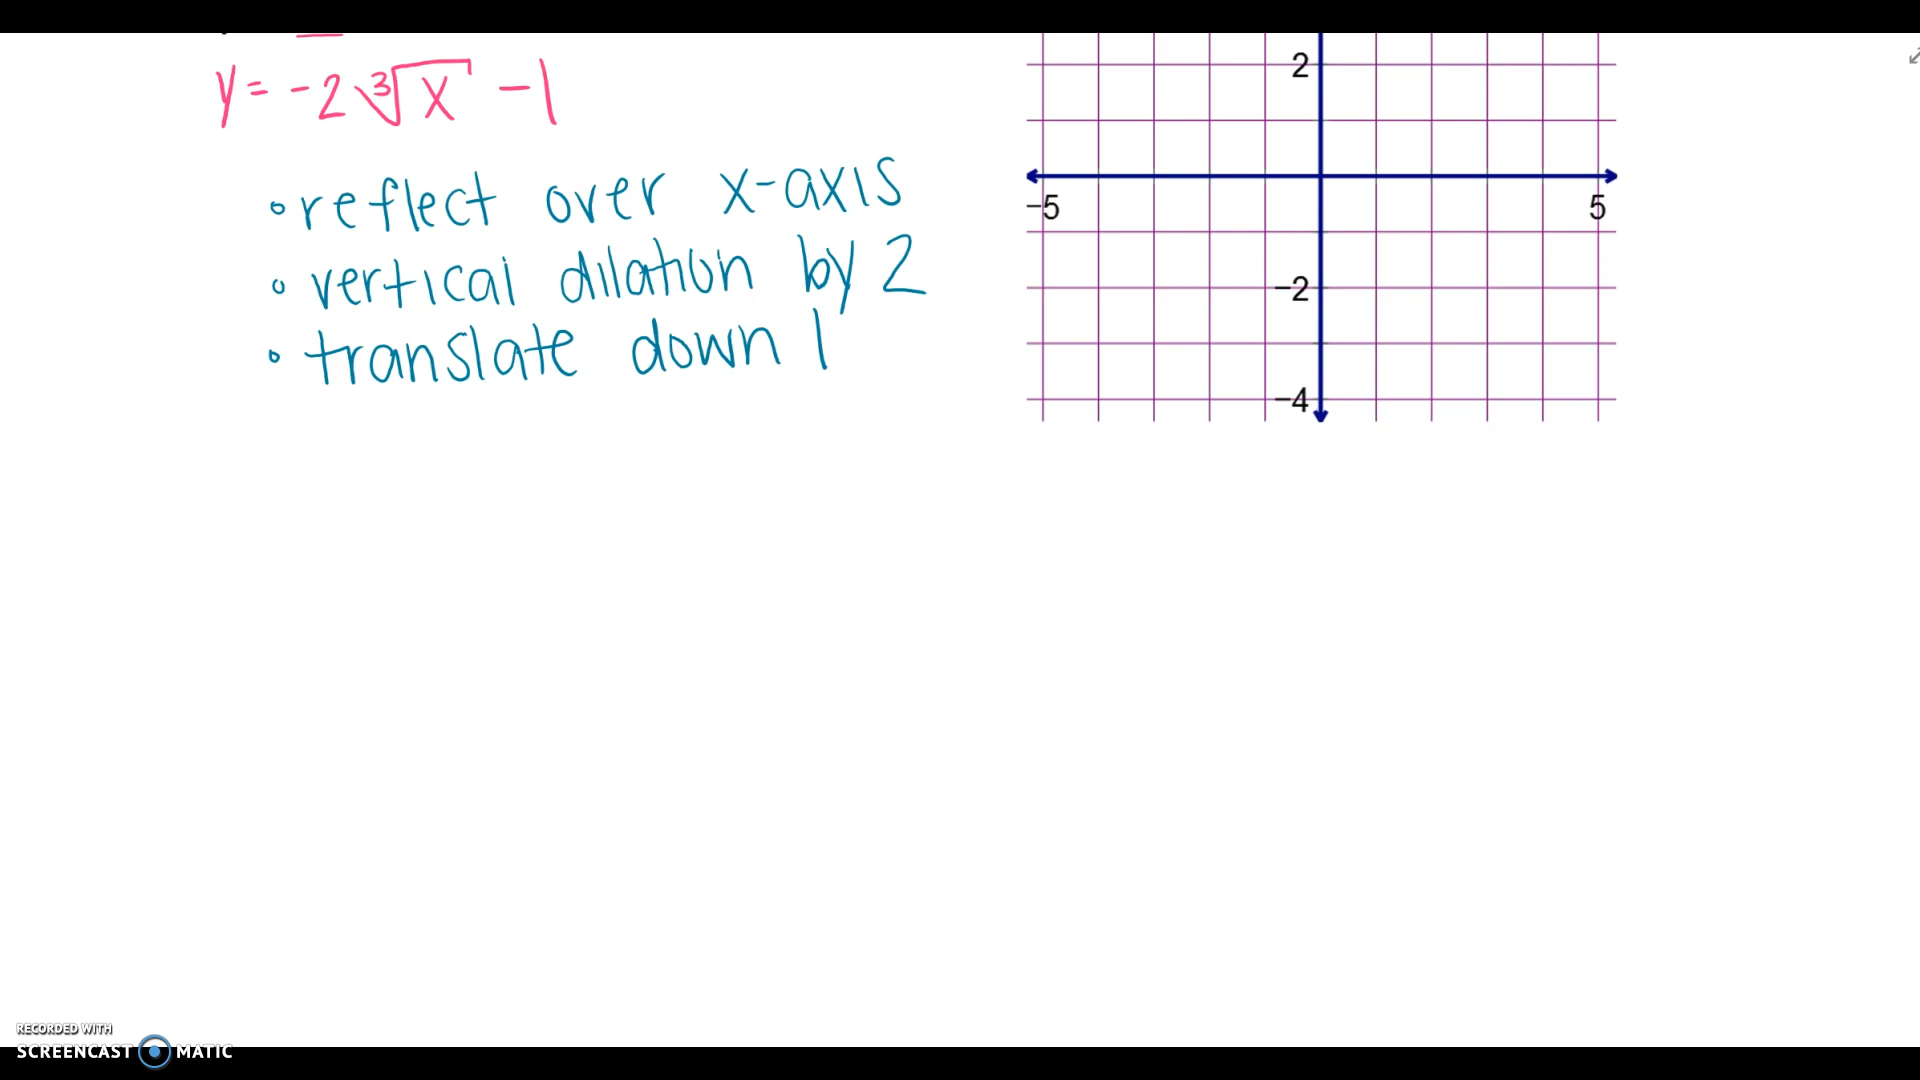 y = -2∛x - 1
• reflect over x-axis
• vertical dilation by 2
• translate down 1
2
-5
5
-2
-4
RECORDED WITH
SCREENCAST MATIC